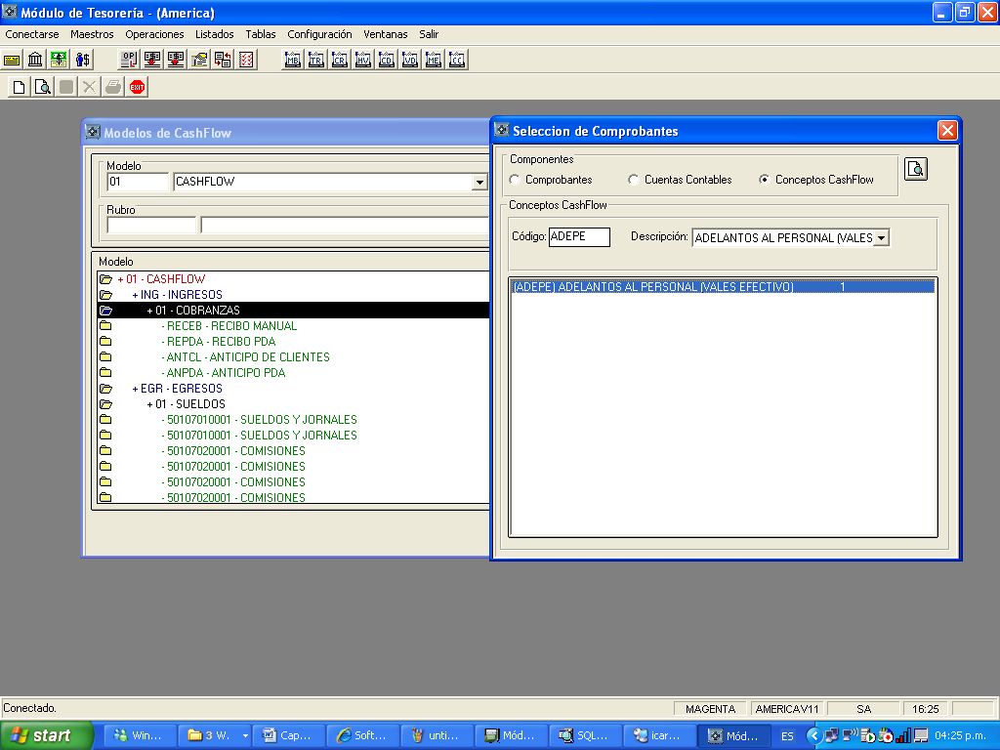 Módulo de Tesorería - (America)
Conectarse Maestros Operaciones Listados Tablas Configuración Ventanas Salir
OP MB TR CR HV CD VD ME CC
EXIT
Modelos de CashFlow
Modelo
01 CASHFLOW
Rubro
Modelo
+ 01 - CASHFLOW
+ ING - INGRESOS
+ 01 - COBRANZAS
- RECEB - RECIBO MANUAL
- REPDA - RECIBO PDA
- ANTCL - ANTICIPO DE CLIENTES
- ANPDA - ANTICIPO PDA
+ EGR - EGRESOS
+ 01 - SUELDOS
- 50107010001 - SUELDOS Y JORNALES
- 50107010001 - SUELDOS Y JORNALES
- 50107020001 - COMISIONES
- 50107020001 - COMISIONES
- 50107020001 - COMISIONES
- 50107020001 - COMISIONES
Seleccion de Comprobantes
Componentes
Comprobantes Cuentas Contables Conceptos CashFlow
Conceptos CashFlow
Código: ADEPE Descripción: ADELANTOS AL PERSONAL (VALES
(ADEPE) ADELANTOS AL PERSONAL (VALES EFECTIVO) 1
Conectado. MAGENTA AMERICAV11 SA 16:25
start Win... 3 W. Cap... Soft... unti... Mód... SQL... icar... Mód... ES 04:25 p.m.